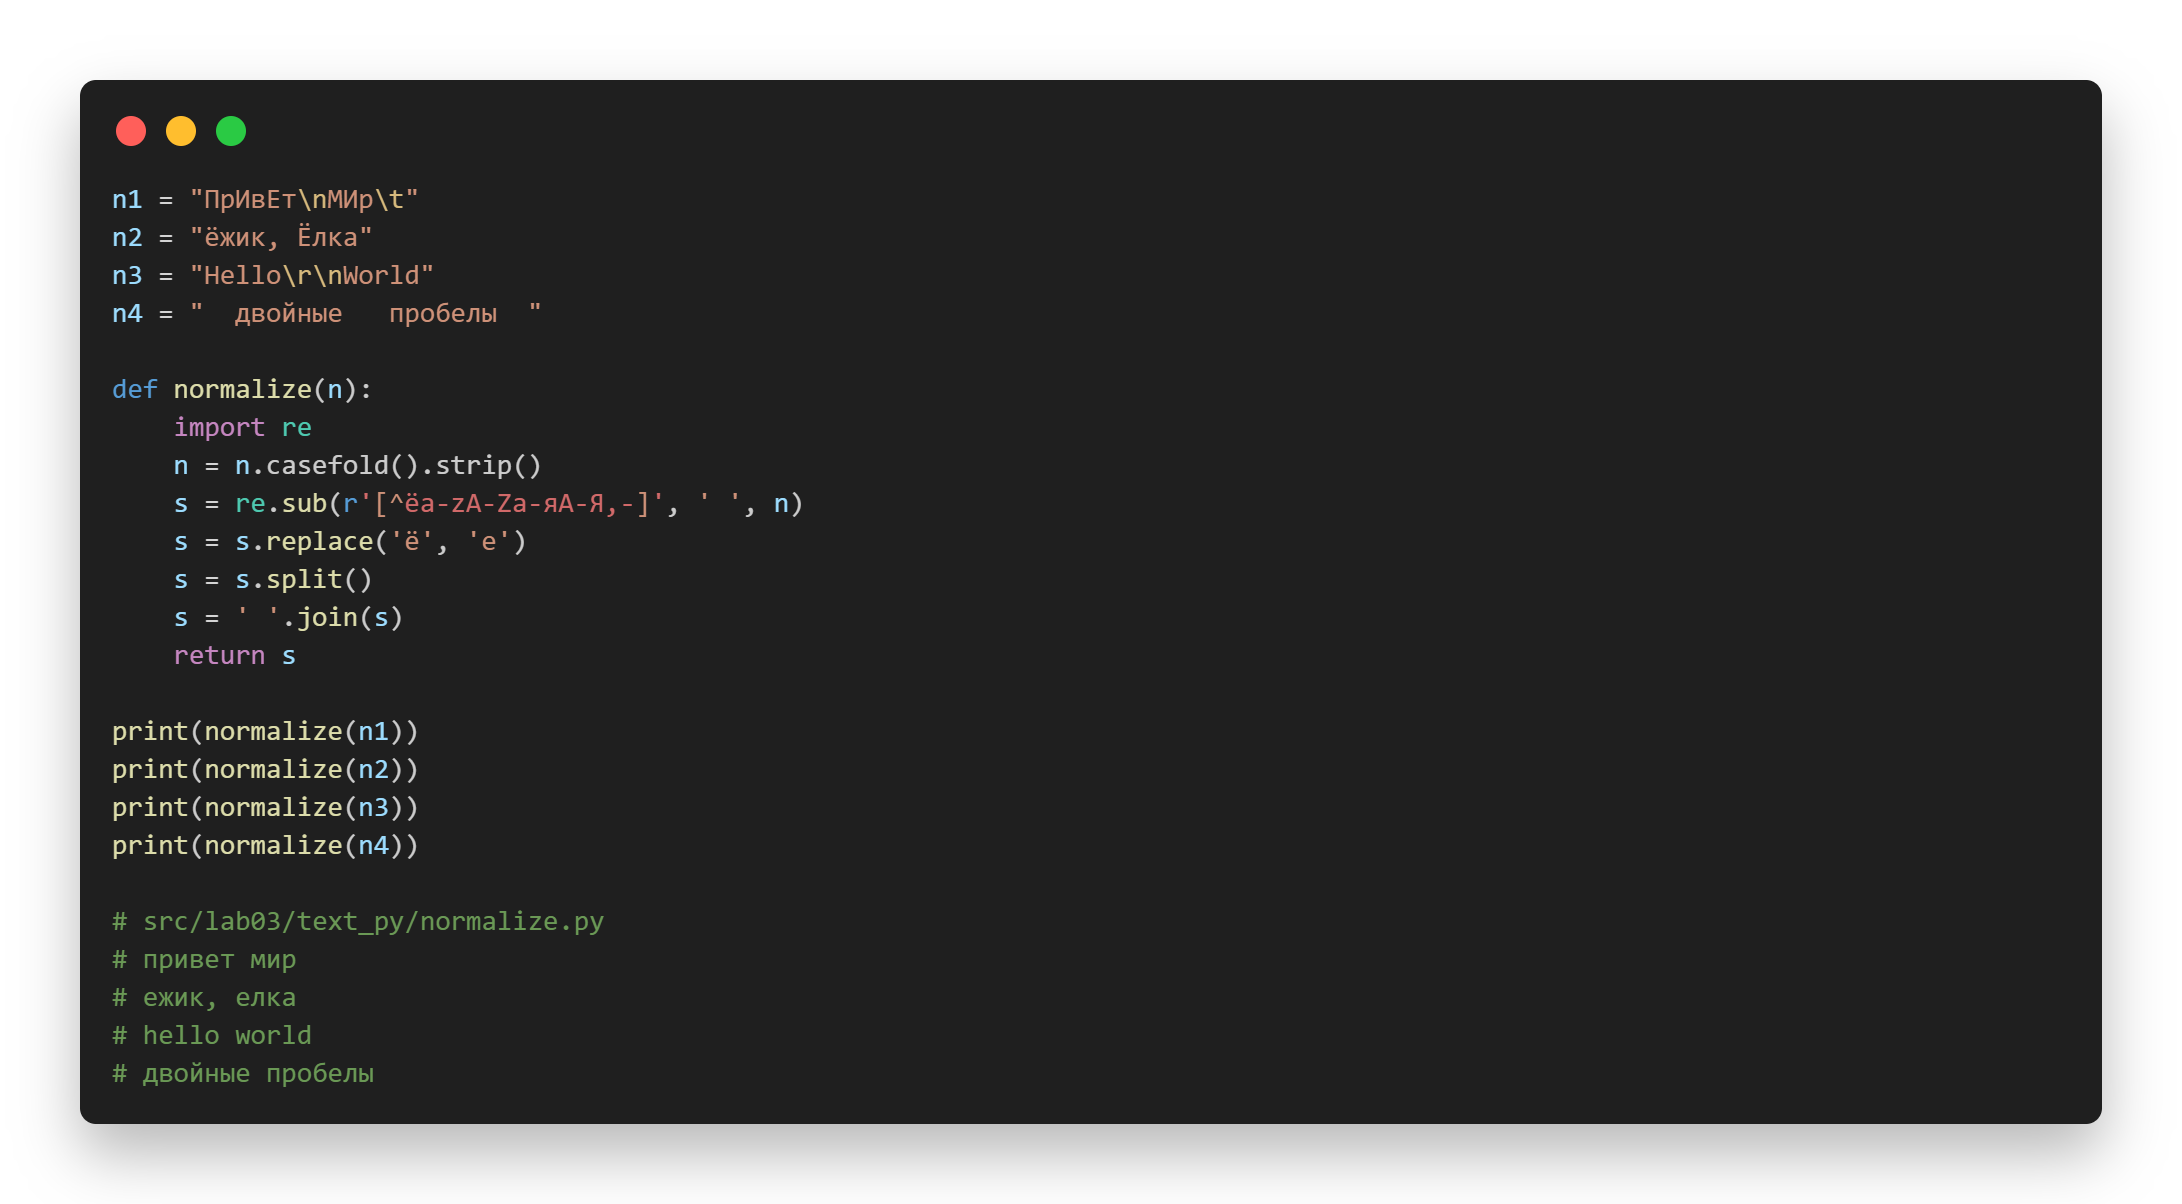 n1 = "ПрИвЕт\nМИр\t"
n2 = "ёжик, Ёлка"
n3 = "Hello\r\nWorld"
n4 = "  двойные   пробелы  "
def normalize(n):
    import re
    n = n.casefold().strip()
    s = re.sub(r'[^ёa-zA-Zа-яА-Я,-]', ' ', n)
    s = s.replace('ё', 'е')
    s = s.split()
    s = ' '.join(s)
    return s
print(normalize(n1))
print(normalize(n2))
print(normalize(n3))
print(normalize(n4))
# src/lab03/text_py/normalize.py
# привет мир
# ежик, елка
# hello world
# двойные пробелы